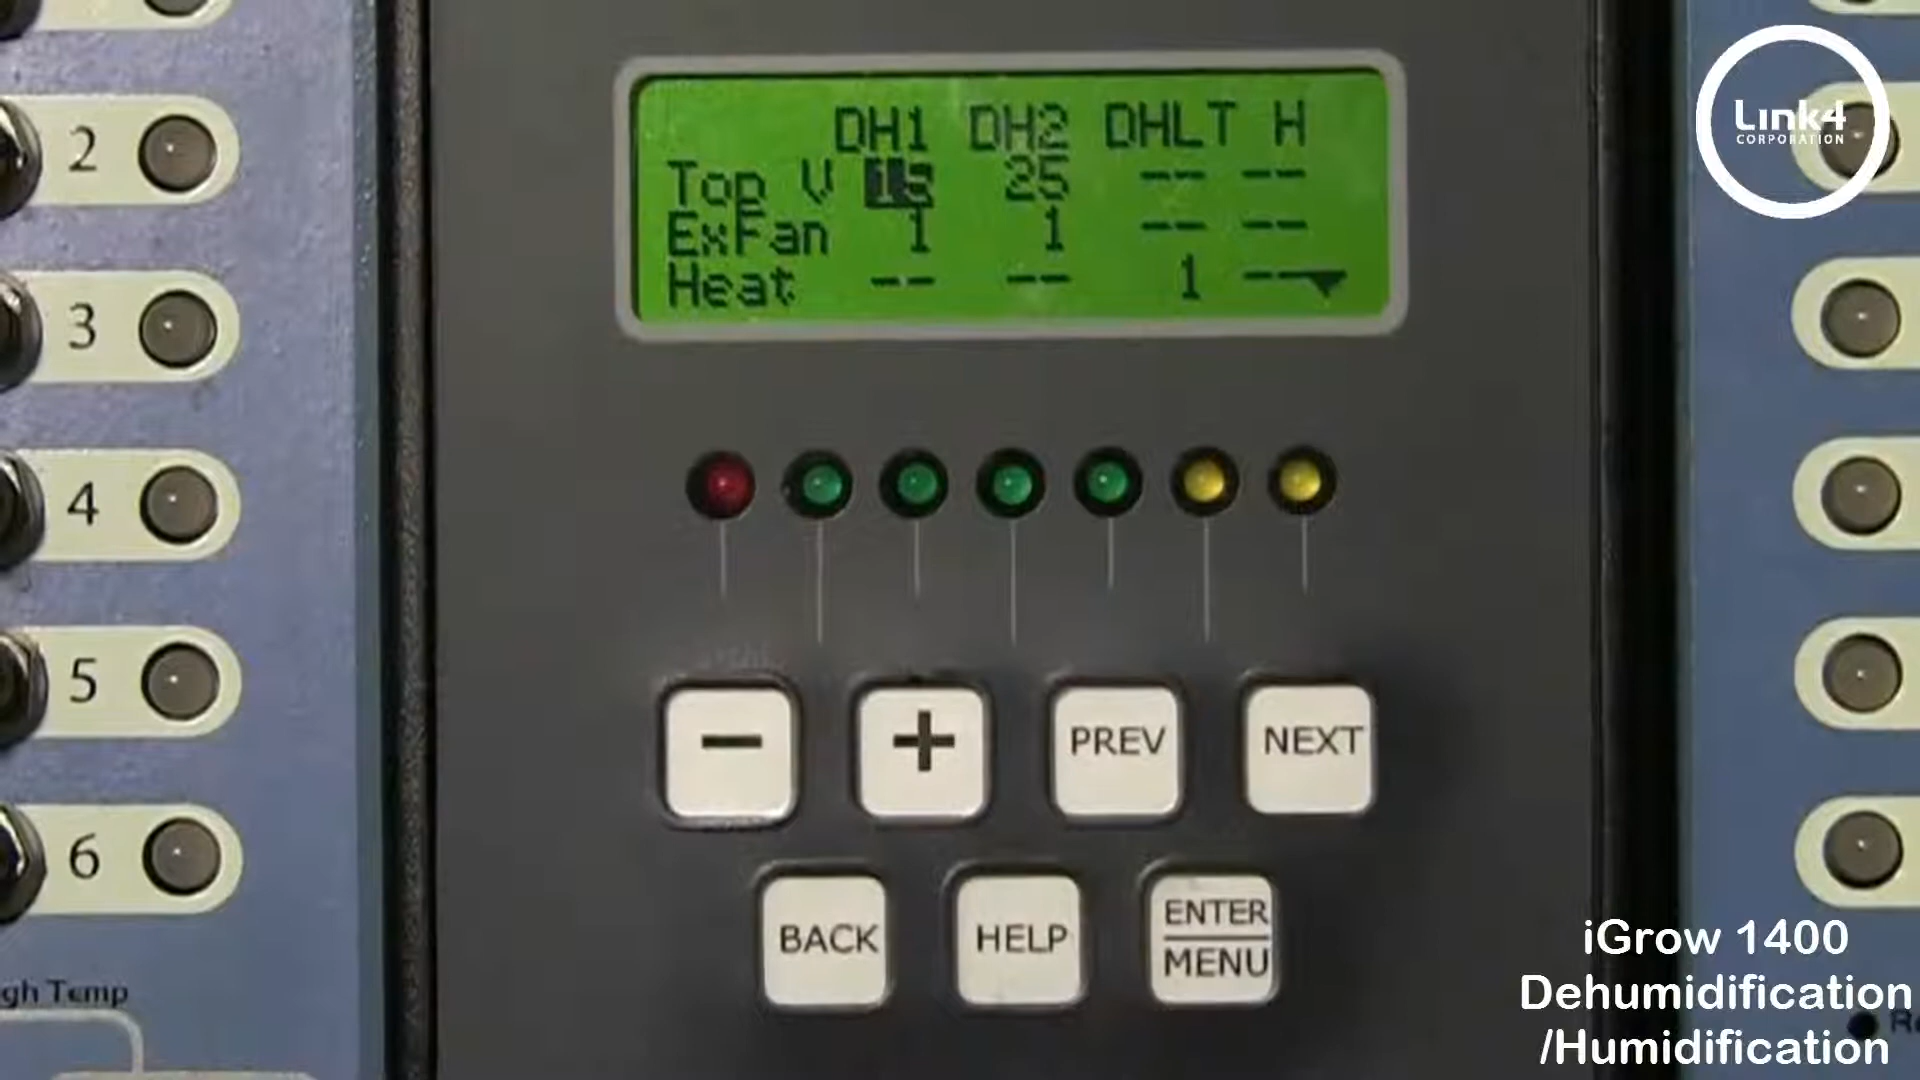 DH1 DH2 DHLT H
Top V 25 -- --
ExFan 1 1 -- --
Heat -- -- 1 --
Link4
CORPORATION
2
3
4
5
6
- + PREV NEXT
BACK HELP ENTER
MENU
gh Temp
iGrow 1400
Dehumidification
/Humidification